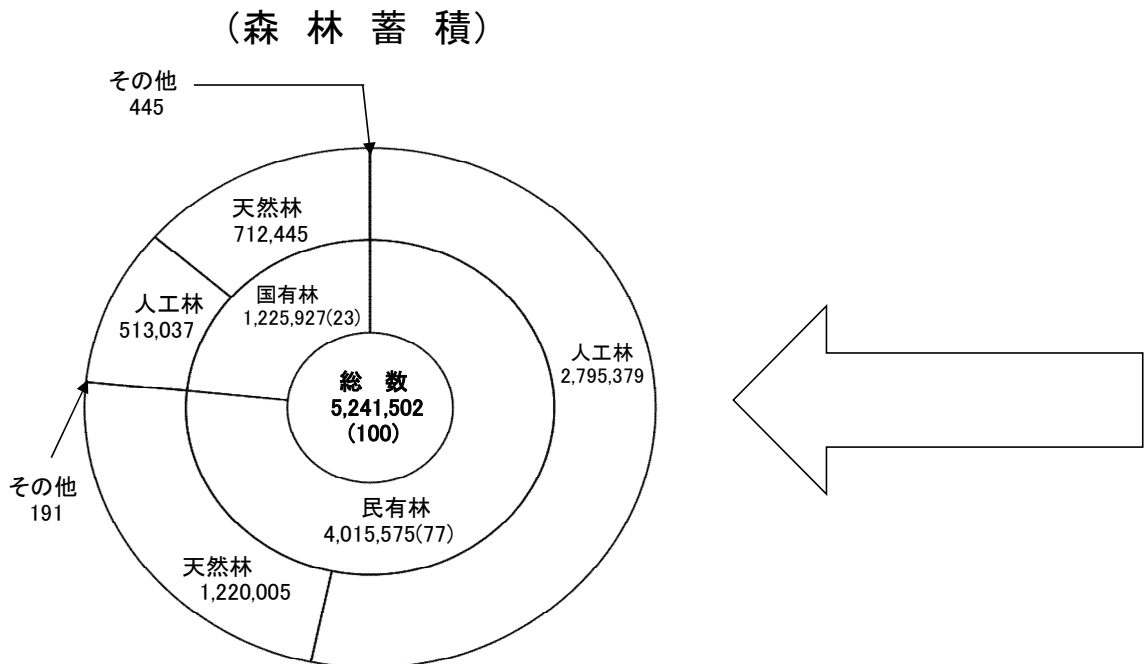 (森 林 蓄 積)
その他
445
天然林
712,445
人工林
513,037
国有林
1,225,927(23)
人工林
2,795,379
総 数
5,241,502
(100)
その他
191
民有林
4,015,575(77)
天然林
1,220,005